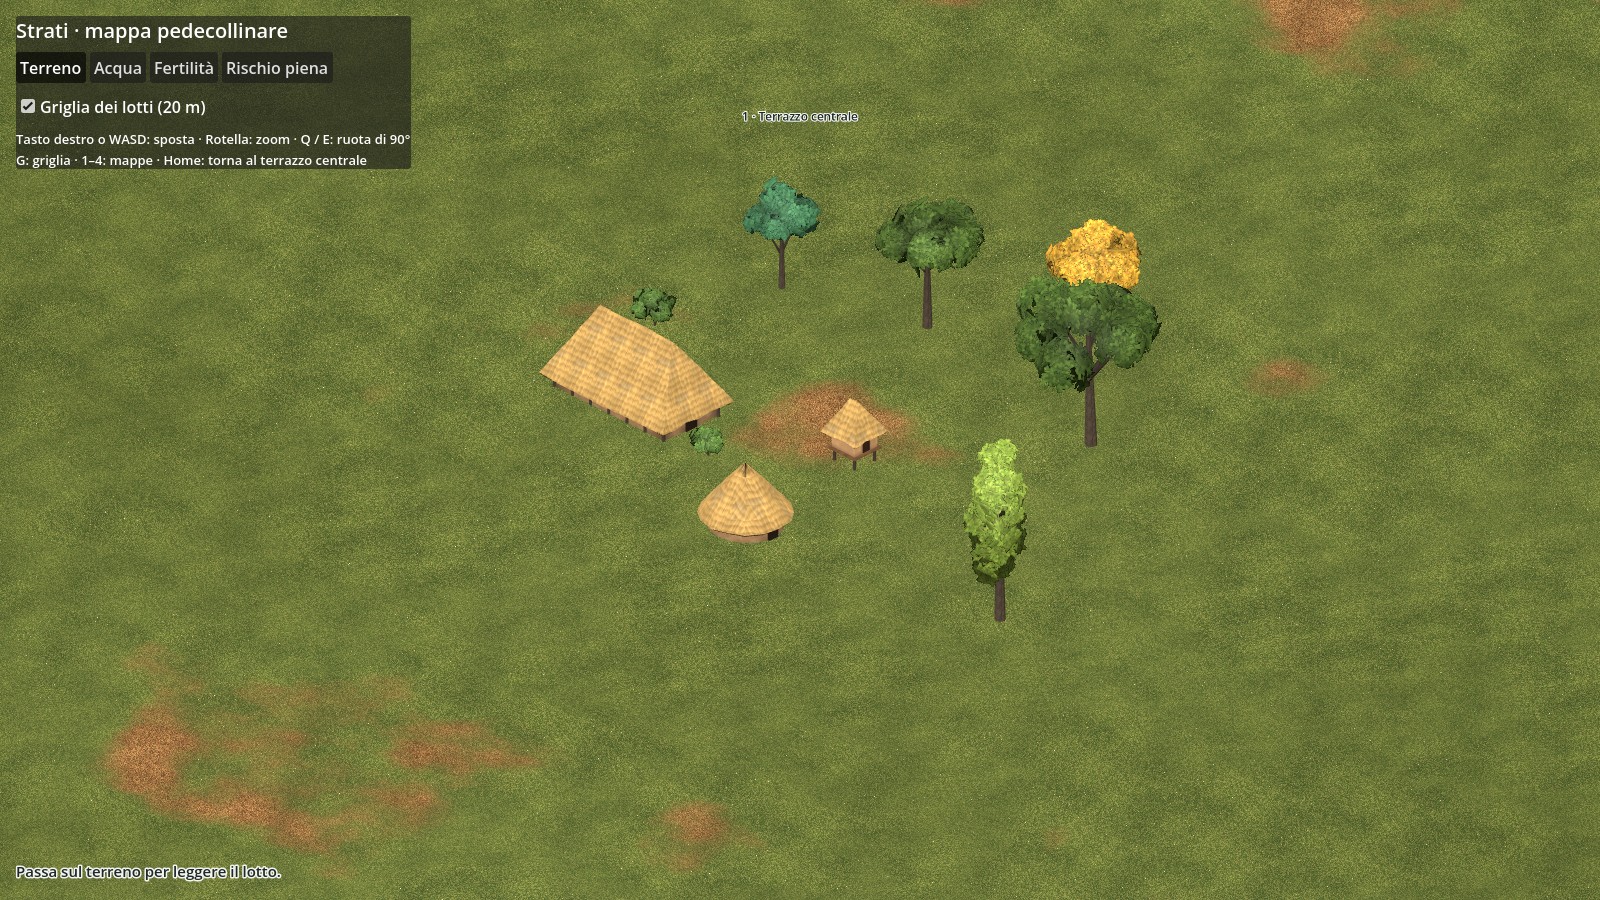 Strati · mappa pedecollinare
Terreno Acqua Fertilità Rischio piena
Griglia dei lotti (20 m)
Tasto destro o WASD: sposta · Rotella: zoom · Q / E: ruota di 90°
G: griglia · 1–4: mappe · Home: torna al terrazzo centrale
1 · Terrazzo centrale
Passa sul terreno per leggere il lotto.